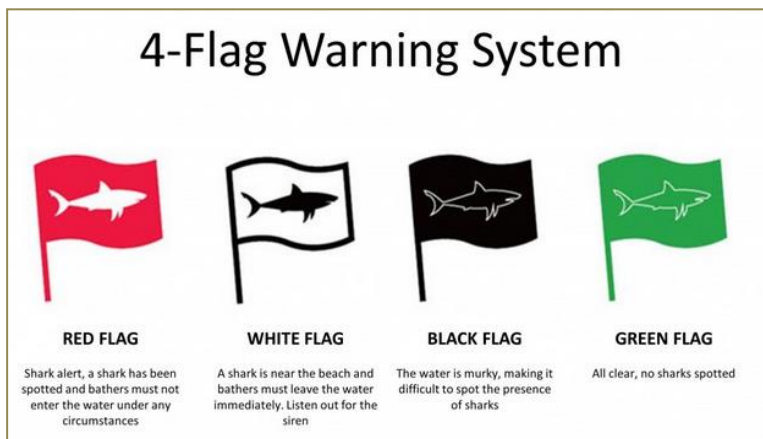 4-Flag Warning System
RED FLAG
Shark alert, a shark has been
spotted and bathers must not
enter the water under any
circumstances
WHITE FLAG
A shark is near the beach and
bathers must leave the water
immediately. Listen out for the
siren
BLACK FLAG
The water is murky, making it
difficult to spot the presence
of sharks
GREEN FLAG
All clear, no sharks spotted